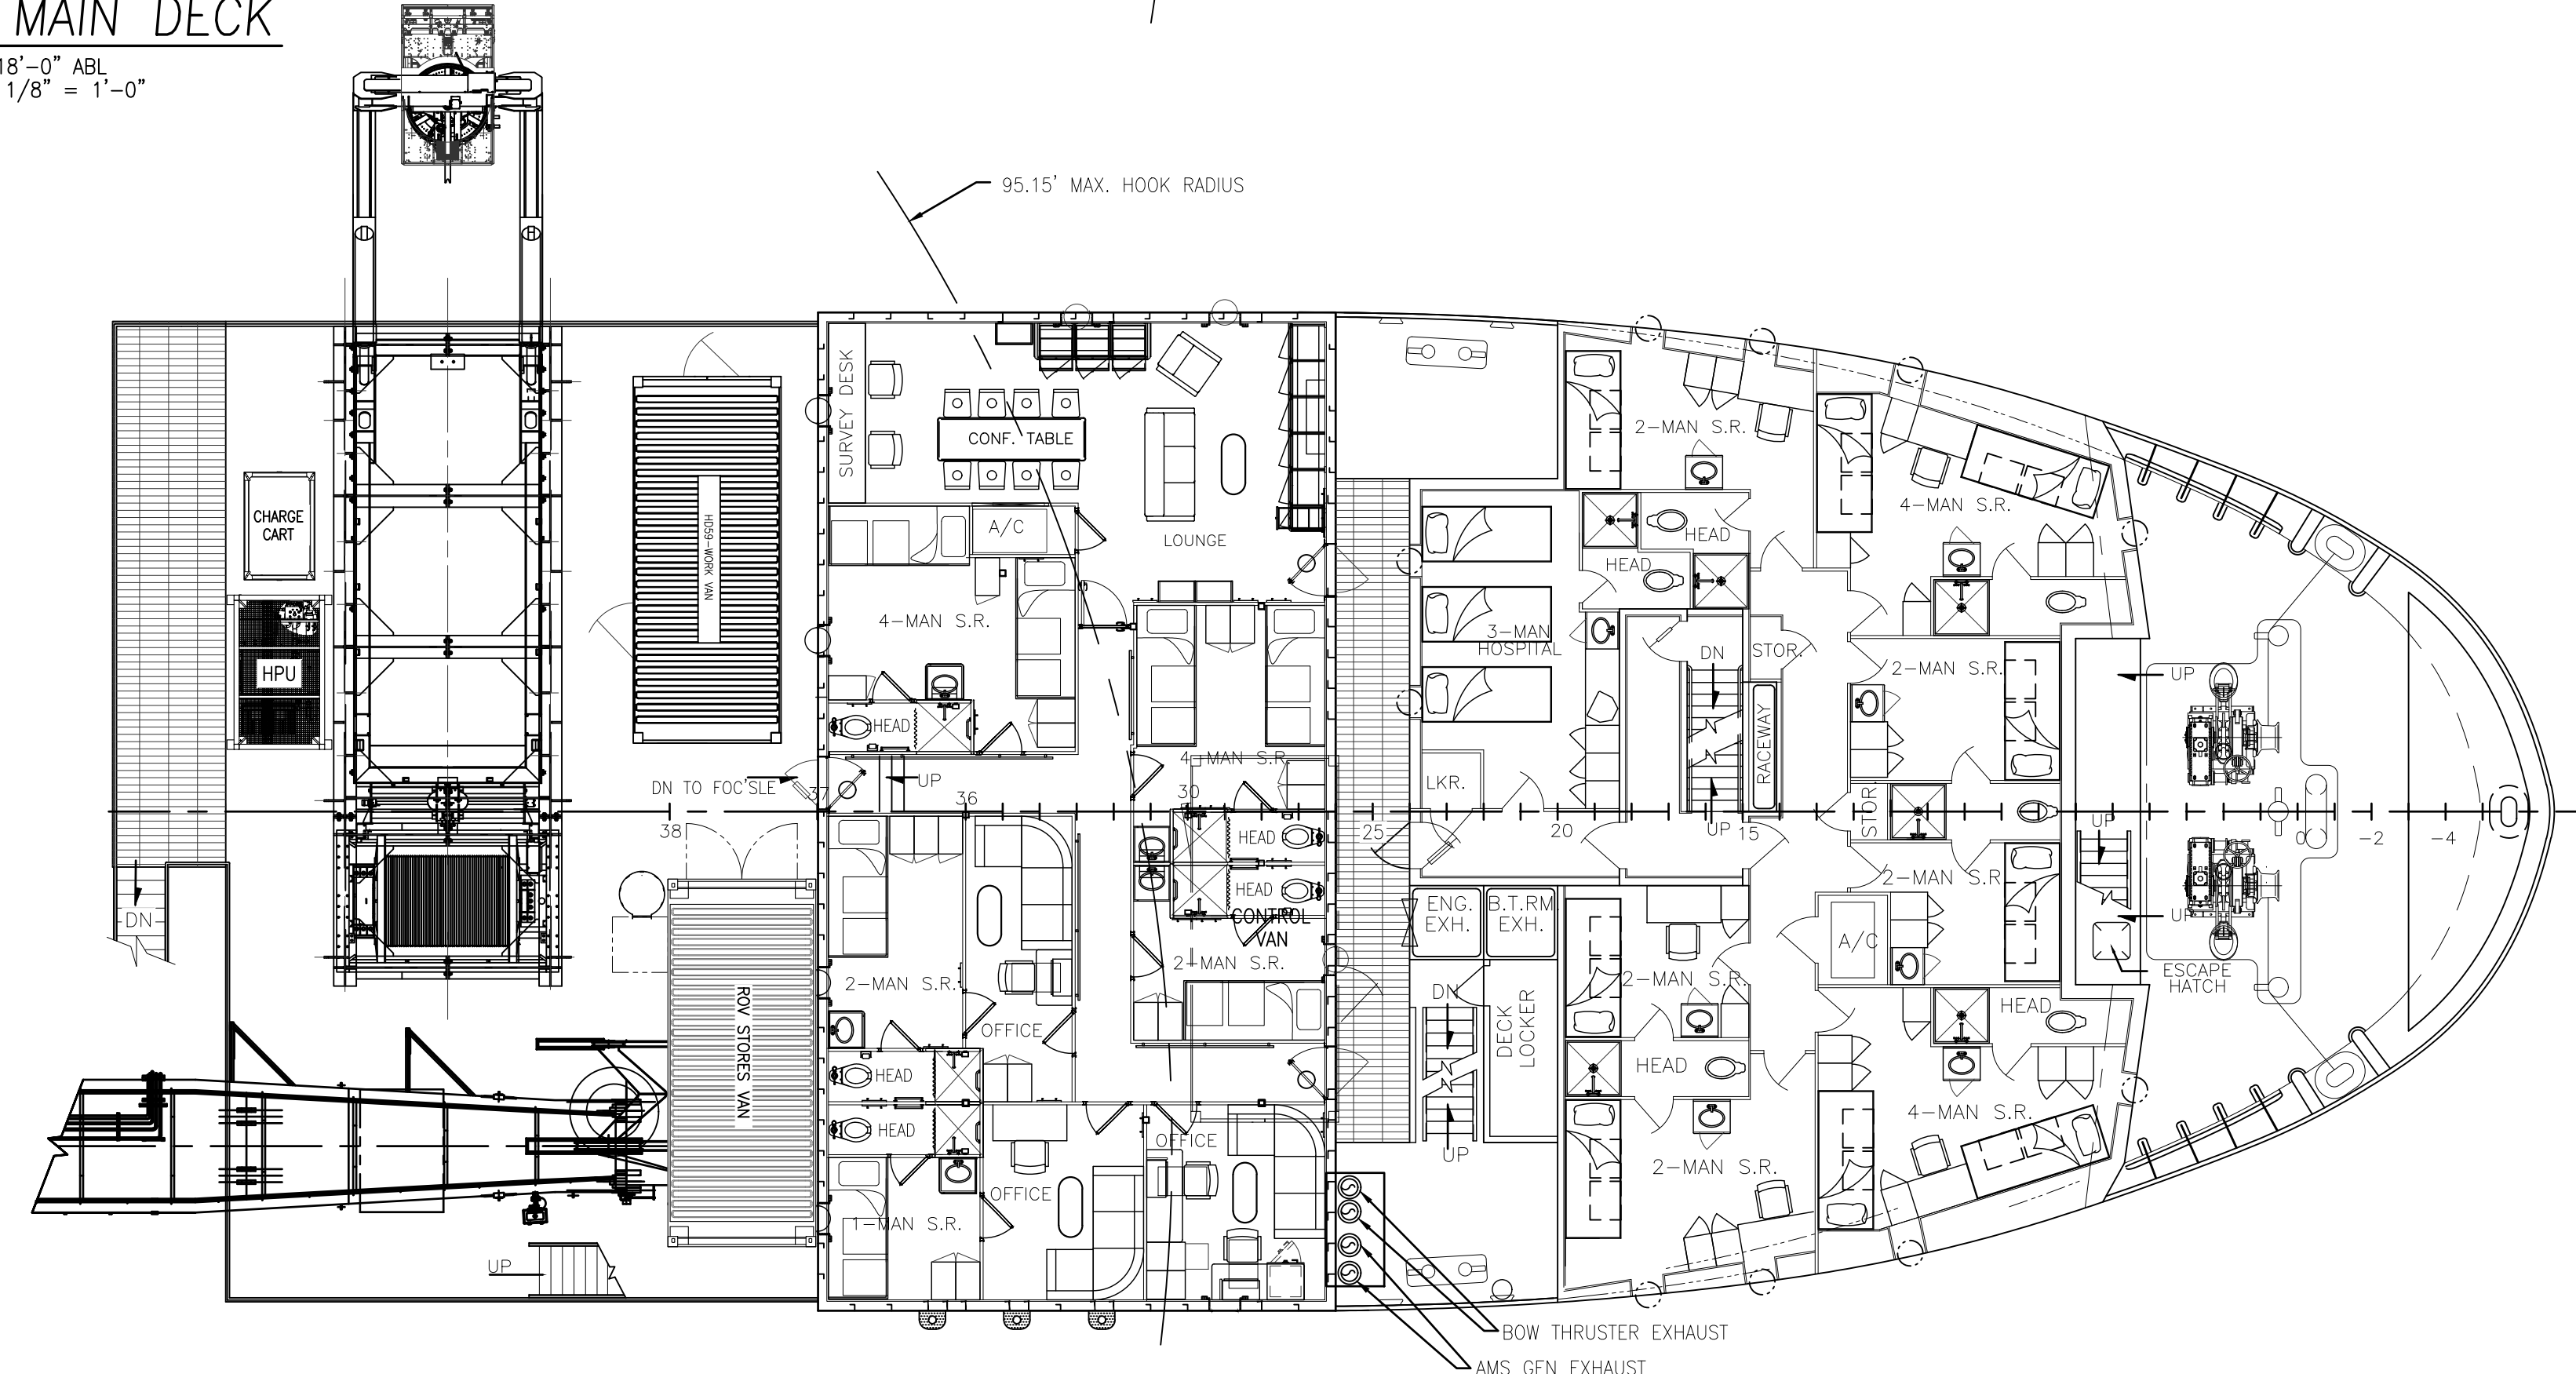 MAIN DECK
18'-0" ABL
1/8" = 1'-0"
95.15' MAX. HOOK RADIUS
SURVEY DESK
CONF. TABLE
LOUNGE
A/C
4-MAN S.R.
HEAD
CHARGE
CART
HPU
HD59-WORK VAN
DN TO FOC'SLE
UP
37
36
30
38
25
20
15
0
-2
-4
4-MAN S.R.
HEAD
HEAD
CONTROL
VAN
2-MAN S.R.
2-MAN S.R.
OFFICE
HEAD
HEAD
1-MAN S.R.
OFFICE
OFFICE
ROV STORES VAN
DN
UP
2-MAN S.R.
4-MAN S.R.
HEAD
HEAD
3-MAN
HOSPITAL
DN
STOR.
RACEWAY
UP
LKR.
2-MAN S.R.
STOR.
2-MAN S.R.
A/C
UP
UP
UP
ESCAPE
HATCH
ENG.
EXH.
B.T.RM
EXH.
DN
DECK
LOCKER
UP
2-MAN S.R.
HEAD
HEAD
2-MAN S.R.
4-MAN S.R.
BOW THRUSTER EXHAUST
AMS GEN EXHAUST